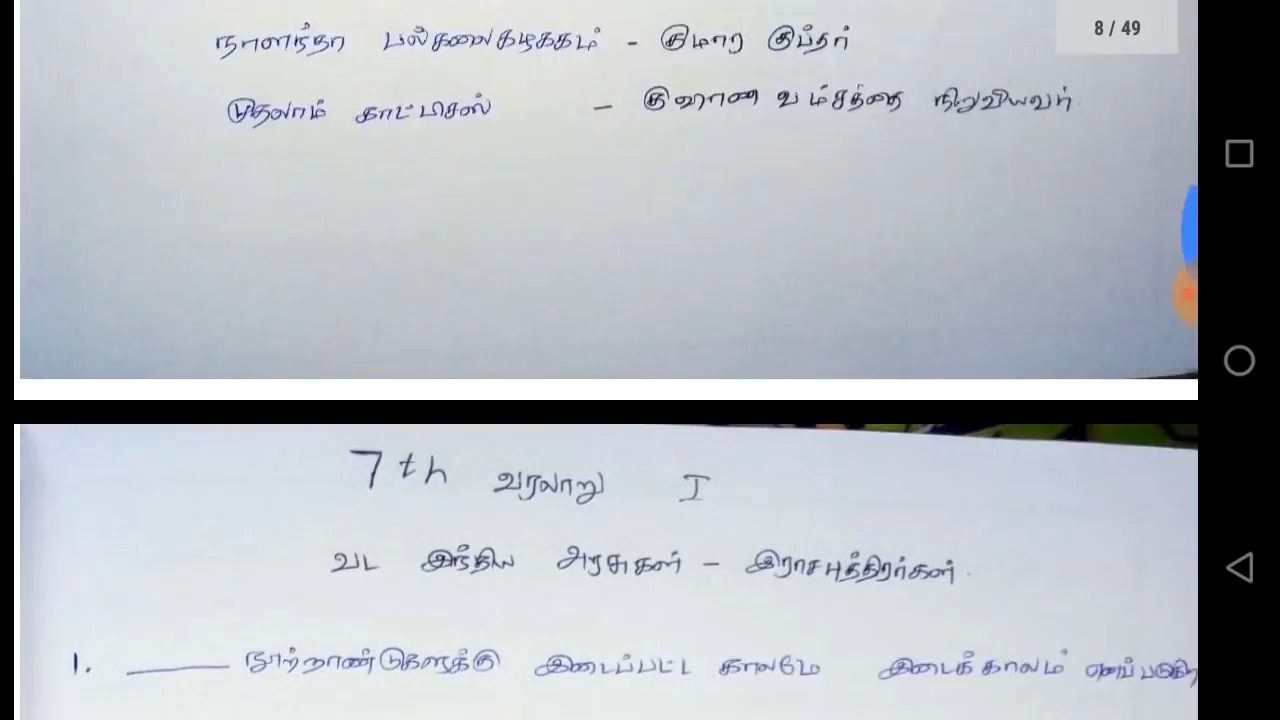 நாளந்தா பல்கலைகழகம் - குமார குப்தர்
8 / 49
முதலாம் காட்பிசஸ் - குஷாண வம்சத்தை நிறுவியவர்.
7th வரலாறு I
வட இந்திய அரசுகள் - இராசபுத்திரர்கள்.
1. ______ நூற்றாண்டுகளுக்கு இடைப்பட்ட காலமே இடைக்காலம்